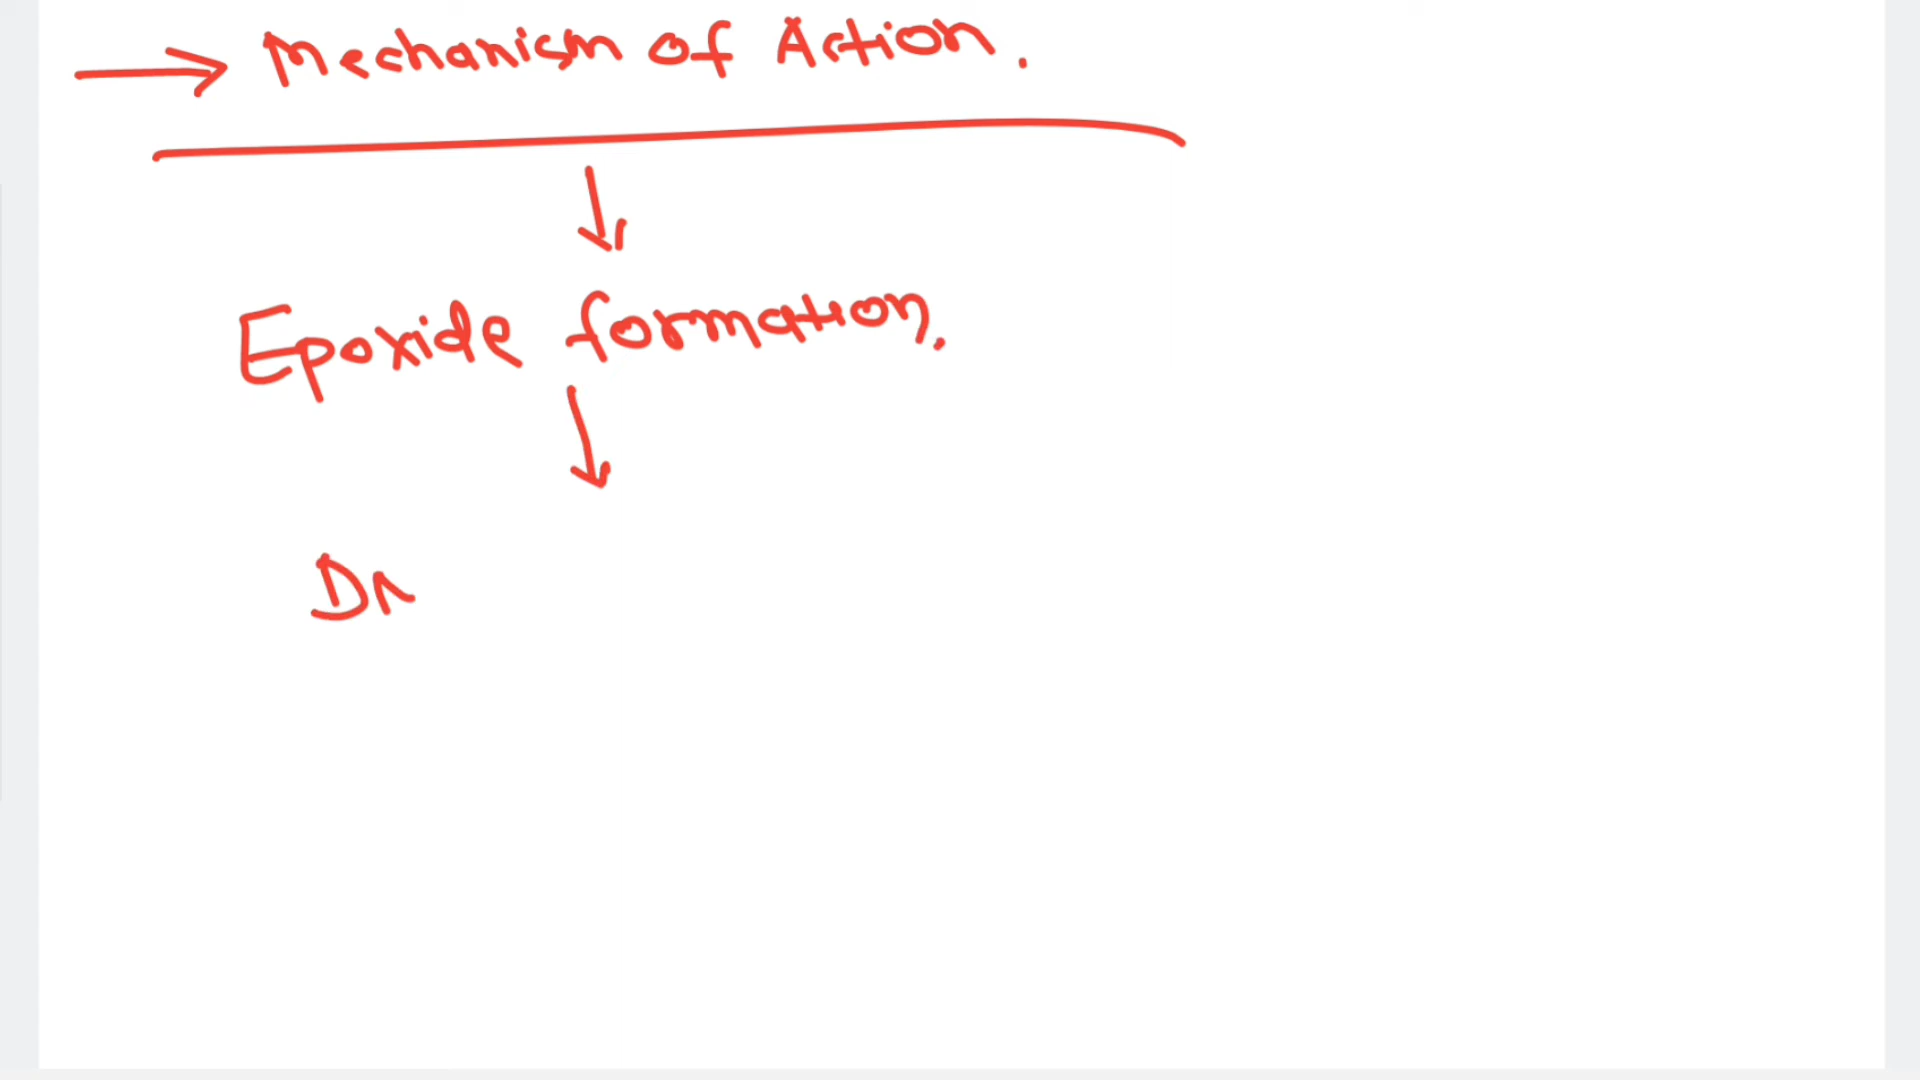 → Mechanism of Action.
↓
Epoxide formation.
↓